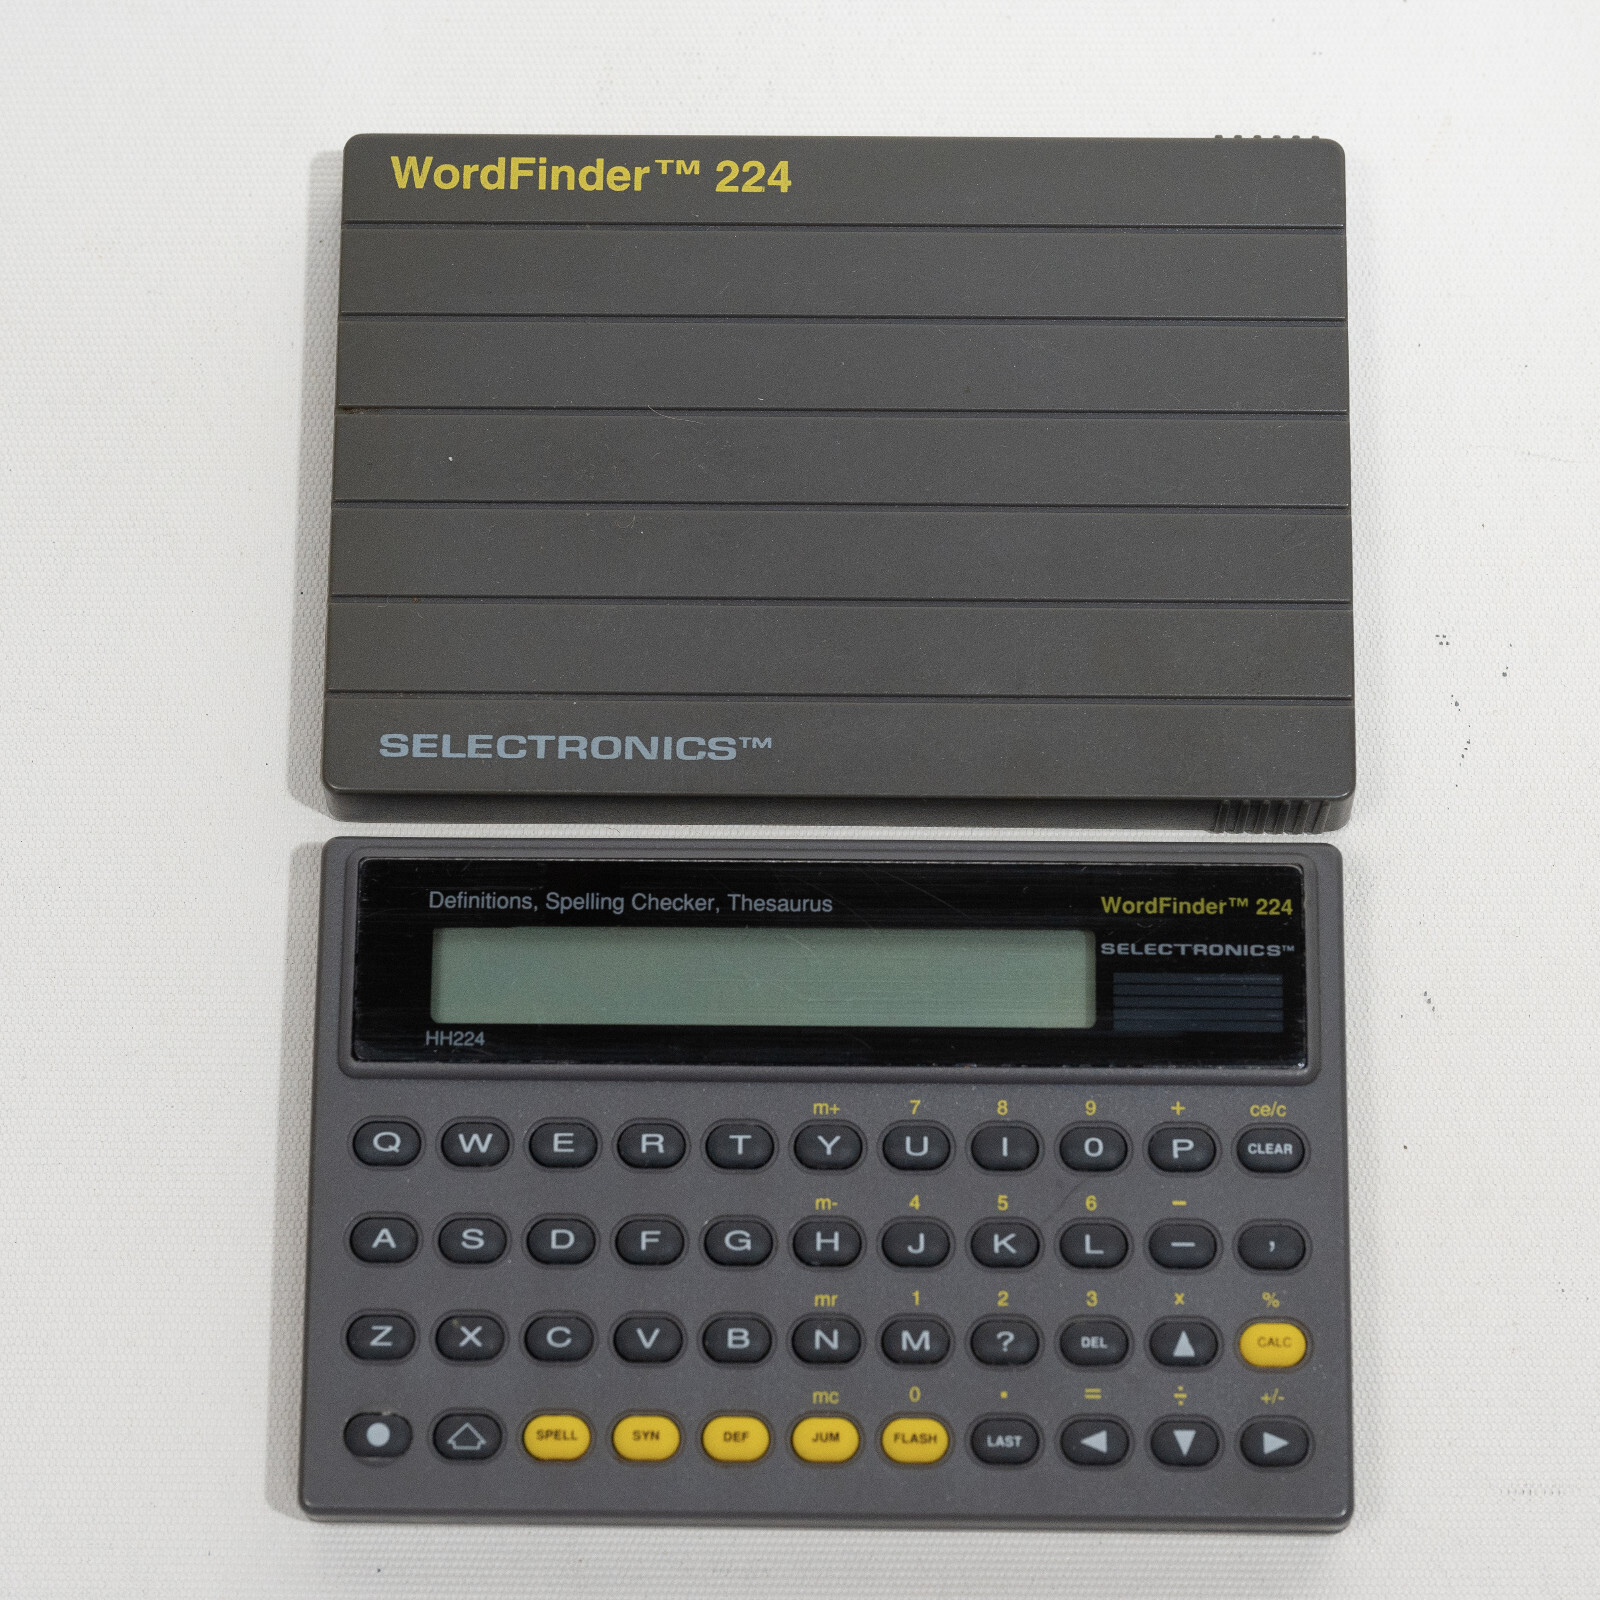 WordFinder™ 224
SELECTRONICS™
Definitions, Spelling Checker, Thesaurus
WordFinder™ 224
SELECTRONICS™
HH224
m+ 7 8 9 + ce/c
Q W E R T Y U I O P CLEAR
m- 4 5 6 −
A S D F G H J K L — ,
mr 1 2 3 x %
Z X C V B N M ? DEL ▲ CALC
mc 0 . = ÷ +/-
SPELL SYN DEF JUM FLASH LAST ◀ ▼ ▶